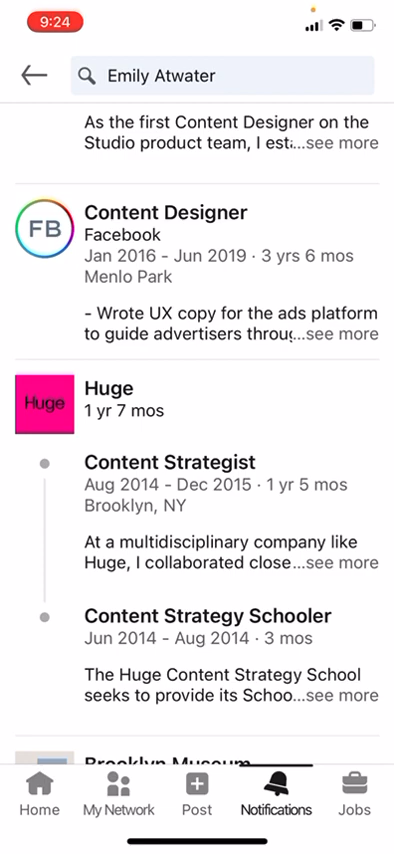 9:24
Emily Atwater
As the first Content Designer on the
Studio product team, I est...see more
FB
Content Designer
Facebook
Jan 2016 - Jun 2019 · 3 yrs 6 mos
Menlo Park
- Wrote UX copy for the ads platform
to guide advertisers throug...see more
Huge
Huge
1 yr 7 mos
Content Strategist
Aug 2014 - Dec 2015 · 1 yr 5 mos
Brooklyn, NY
At a multidisciplinary company like
Huge, I collaborated close...see more
Content Strategy Schooler
Jun 2014 - Aug 2014 · 3 mos
The Huge Content Strategy School
seeks to provide its Schoo...see more
Brooklyn Museum
Home
My Network
Post
Notifications
Jobs